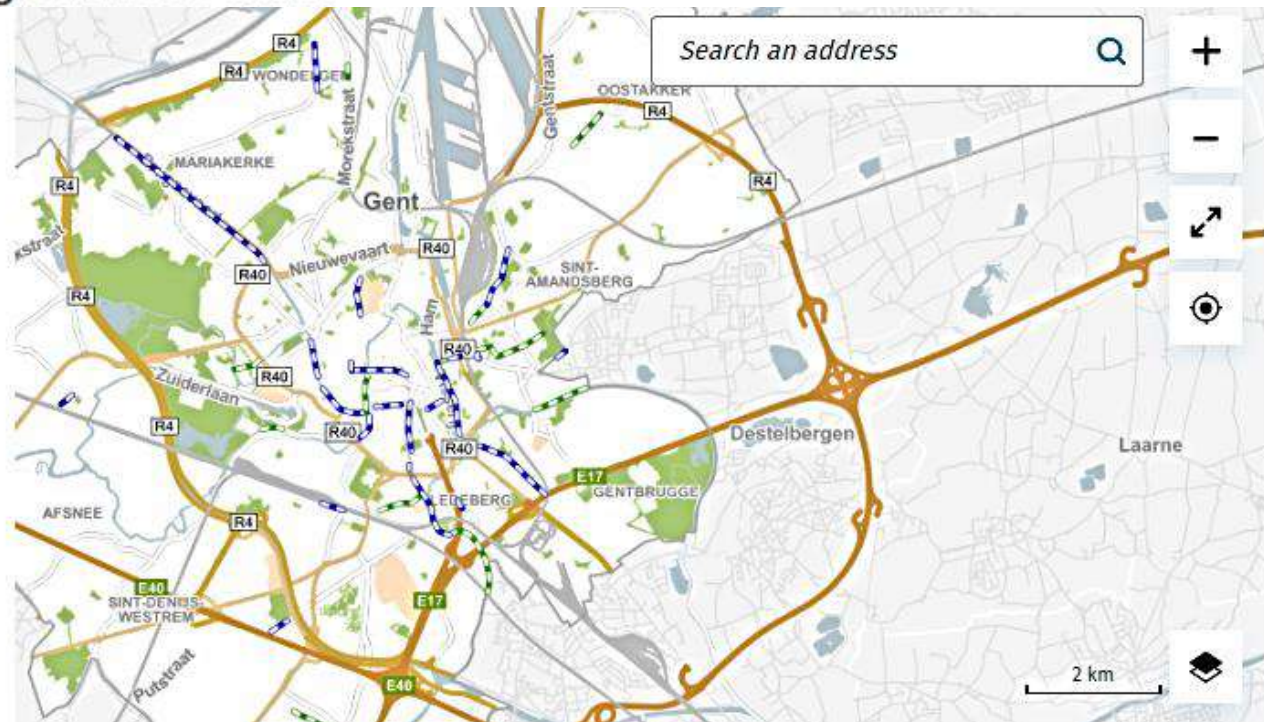 Search an address
R4
R4
WONDELGEM
Morekstraat
Gentstraat
OOSTAKKER
R4
MARIAKERKE
R4
R4
Gent
R40
Nieuwevaart
R40
SINT-
AMANDSBERG
R4
Ham
R40
R40
Zuiderlaan
R4
R40
R40
Destelbergen
Laarne
E17
GENTBRUGGE
LEDEBERG
AFSNEE
R4
E40
SINT-DENIJS-
WESTREM
E17
Putstraat
E40
2 km